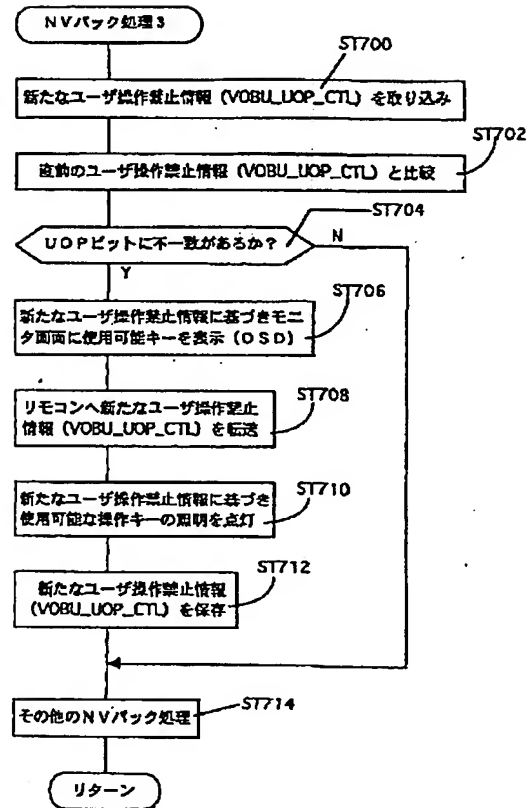 NVパック処理3
ST700
新たなユーザ操作禁止情報（VOBU_UOP_CTL）を取り込み
ST702
直前のユーザ操作禁止情報（VOBU_UOP_CTL）と比較
ST704
UOPビットに不一致があるか？
N
Y
ST706
新たなユーザ操作禁止情報に基づきモニ
タ画面に使用可能キーを表示（OSD）
ST708
リモコンへ新たなユーザ操作禁止
情報（VOBU_UOP_CTL）を転送
ST710
新たなユーザ操作禁止情報に基づき
使用可能な操作キーの照明を点灯
ST712
新たなユーザ操作禁止情報
（VOBU_UOP_CTL）を保存
ST714
その他のNVパック処理
リターン